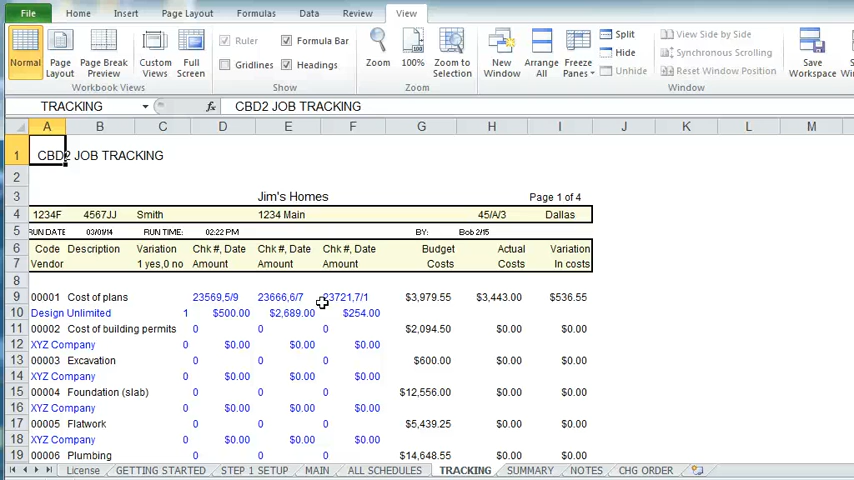 File Home Insert Page Layout Formulas Data Review View
Normal Page Layout Page Break Preview Custom Views Full Screen
Workbook Views
Ruler Formula Bar
Gridlines Headings
Show
Zoom 100% Zoom to Selection
Zoom
New Window Arrange All Freeze Panes
Split
Hide
Unhide
View Side by Side
Synchronous Scrolling
Reset Window Position
Window
Save Workspace Switch Windows
TRACKING fx CBD2 JOB TRACKING
A B C D E F G H I J K L M
1 CBD2 JOB TRACKING
2
3 Jim's Homes Page 1 of 4
4 1234F 4567JJ Smith 1234 Main 45/A/3 Dallas
5 RUN DATE 03/09/14 RUN TIME: 02:22 PM BY: Bob 2/15
6 Code Description Variation Chk #, Date Chk #, Date Chk #, Date Budget Actual Variation
7 Vendor 1 yes,0 no Amount Amount Amount Costs Costs In costs
8
9 00001 Cost of plans 23569,5/9 23666,6/7 23721,7/1 $3,979.55 $3,443.00 $536.55
10 Design Unlimited 1 $500.00 $2,689.00 $254.00
11 00002 Cost of building permits 0 0 0 $2,094.50 $0.00 $0.00
12 XYZ Company 0 $0.00 $0.00 $0.00
13 00003 Excavation 0 0 0 $600.00 $0.00 $0.00
14 XYZ Company 0 $0.00 $0.00 $0.00
15 00004 Foundation (slab) 0 0 0 $12,556.00 $0.00 $0.00
16 XYZ Company 0 $0.00 $0.00 $0.00
17 00005 Flatwork 0 0 0 $5,439.25 $0.00 $0.00
18 XYZ Company 0 $0.00 $0.00 $0.00
19 00006 Plumbing 0 0 0 $14,648.55 $0.00 $0.00
License GETTING STARTED STEP 1 SETUP MAIN ALL SCHEDULES TRACKING SUMMARY NOTES CHG ORDER